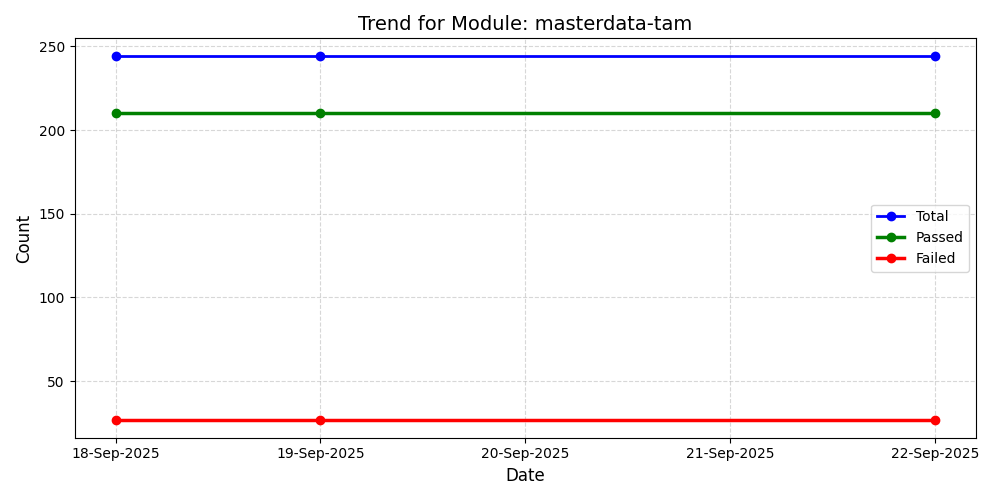 Trend for Module: masterdata-tam
250
200
150
100
50
Count
Total
Passed
Failed
18-Sep-2025 19-Sep-2025 20-Sep-2025 21-Sep-2025 22-Sep-2025
Date